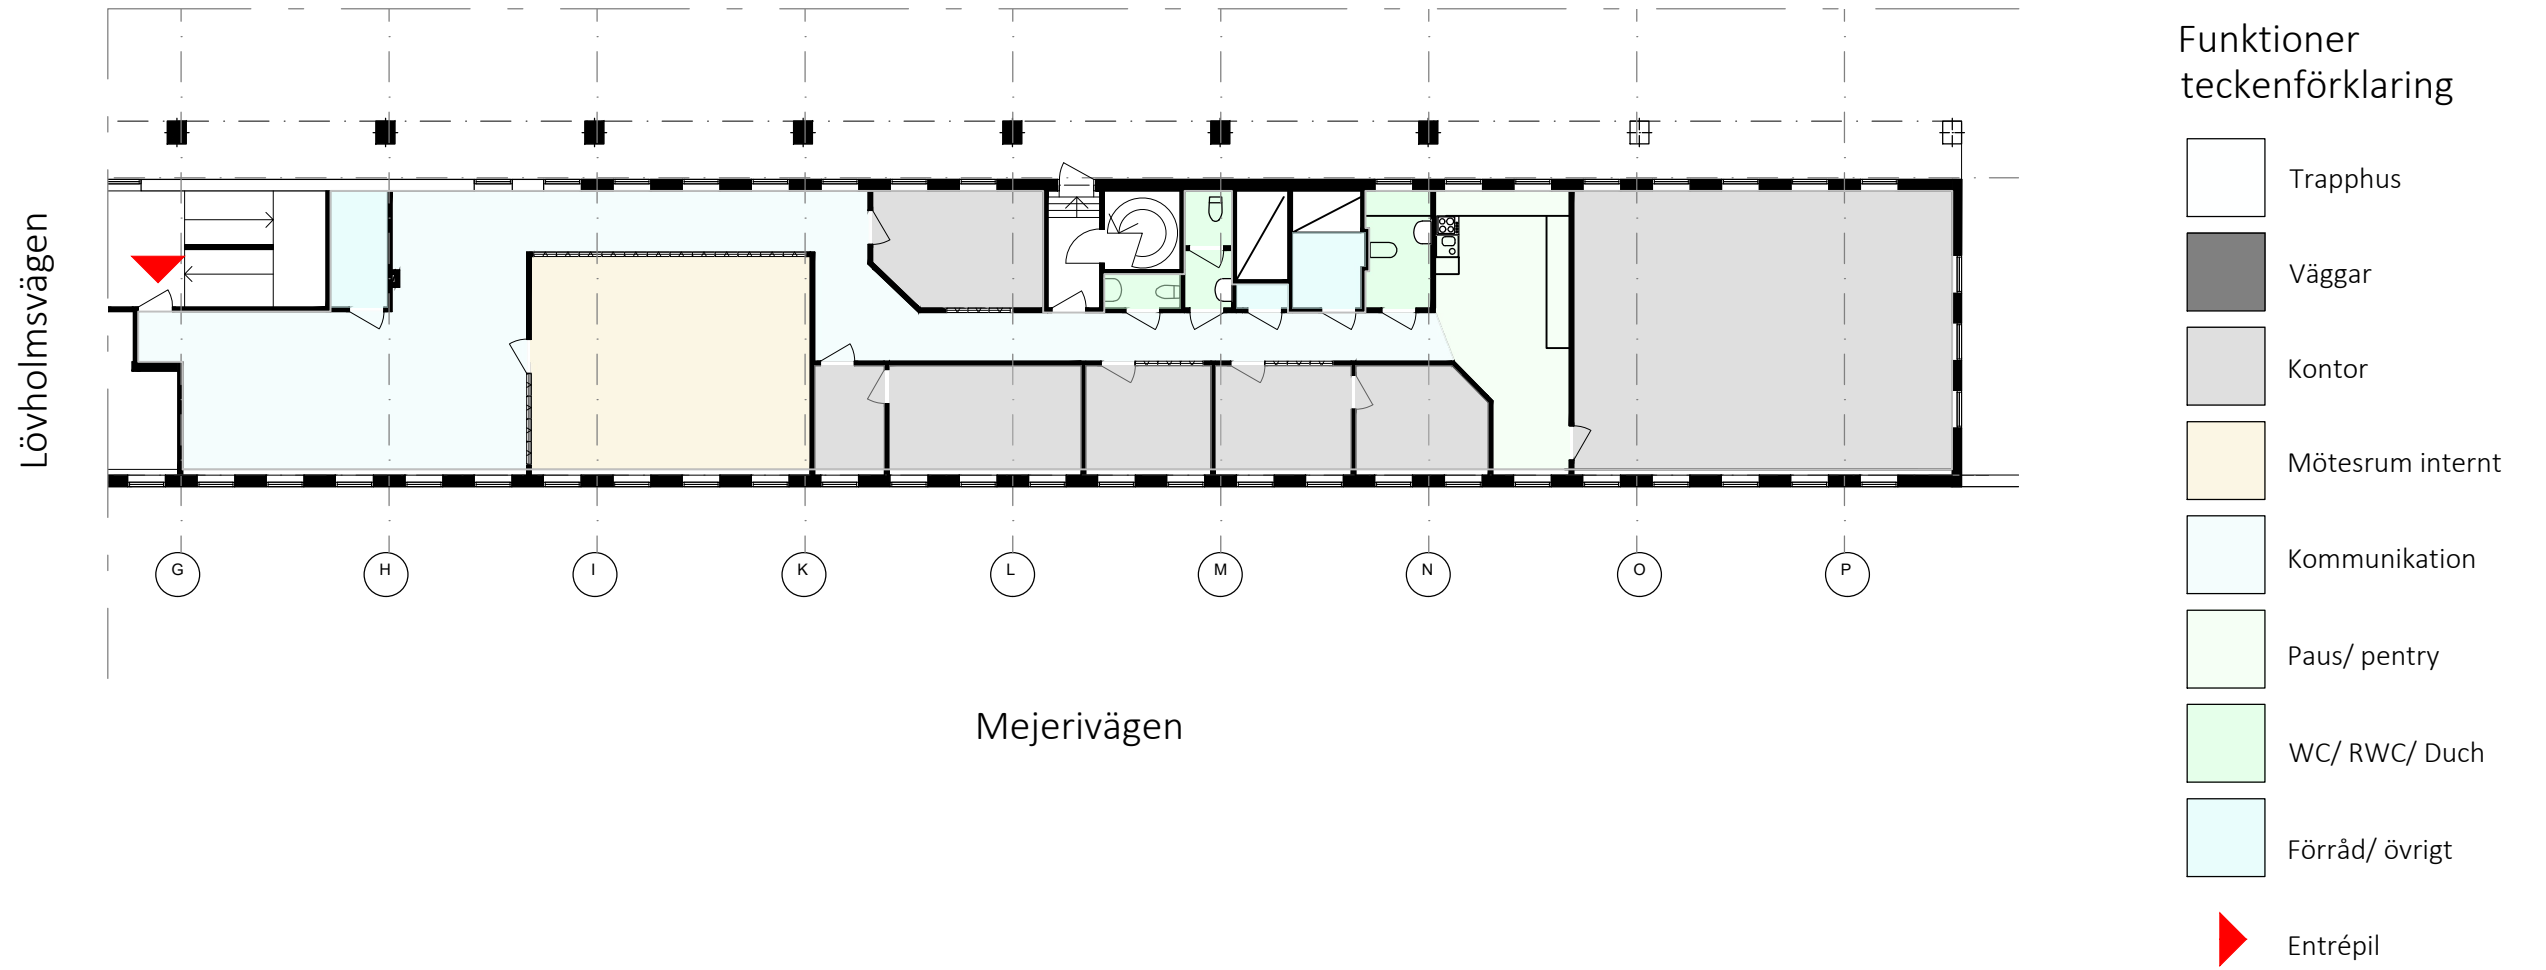 Funktioner
teckenförklaring
Trapphus
Väggar
Kontor
Mötesrum internt
Kommunikation
Paus/ pentry
WC/ RWC/ Duch
Förråd/ övrigt
Entrépil
Lövholmsvägen
G H I K L M N O P
Mejerivägen